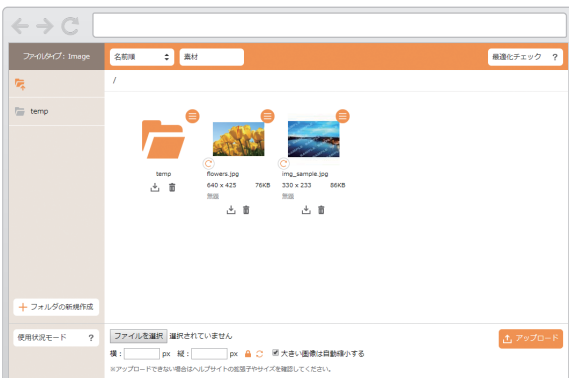 ファイルタイプ: Image
名前順
素材
最適化チェック ?
/
temp
temp
flowers.jpg
640 x 425 76KB
無題
img_sample.jpg
330 x 233 86KB
無題
+ フォルダの新規作成
使用状況モード ?
ファイルを選択 選択されていません
横: px 縦: px
大きい画像は自動縮小する
アップロード
※アップロードできない場合はヘルプサイトの拡張子やサイズを確認してください。